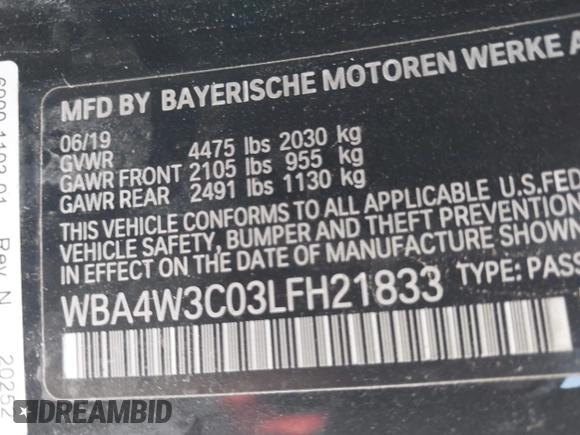 MFD BY BAYERISCHE MOTOREN WERKE A
06/19
GVWR 4475 lbs 2030 kg
GAWR FRONT 2105 lbs 955 kg
GAWR REAR 2491 lbs 1130 kg
THIS VEHICLE CONFORMS TO ALL APPLICABLE U.S.FED
VEHICLE SAFETY, BUMPER AND THEFT PREVENTION
IN EFFECT ON THE DATE OF MANUFACTURE SHOWN
WBA4W3C03LFH21833 TYPE: PASS
Rev N 20252
DREAMBID